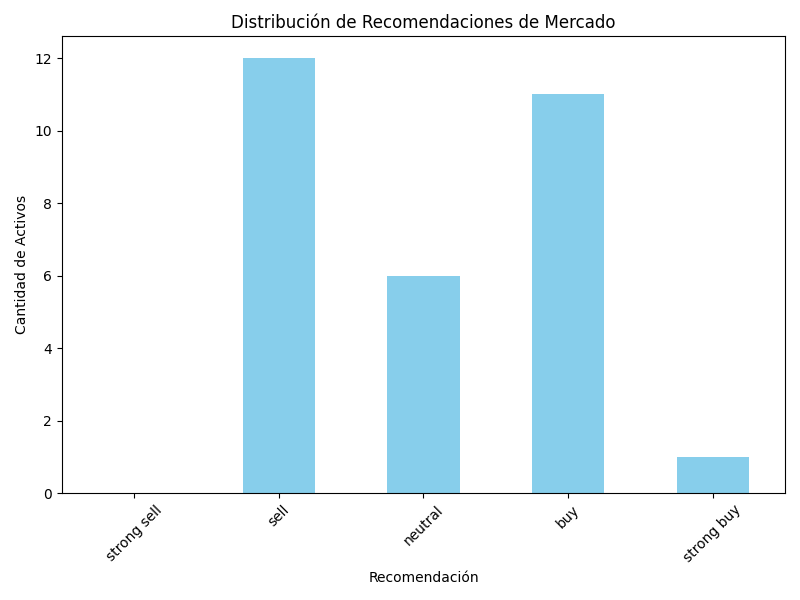 Distribución de Recomendaciones de Mercado
Cantidad de Activos
12
10
8
6
4
2
0
strong sell
sell
neutral
buy
strong buy
Recomendación